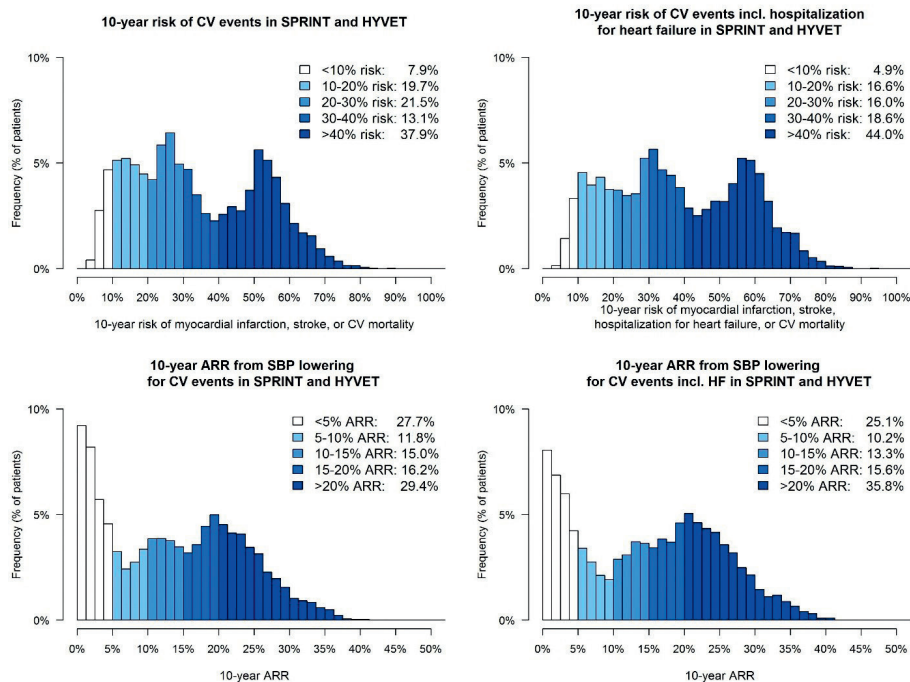 10-year risk of CV events in SPRINT and HYVET
10%
5%
0%
Frequency (% of patients)
<10% risk: 7.9%
10-20% risk: 19.7%
20-30% risk: 21.5%
30-40% risk: 13.1%
>40% risk: 37.9%
0% 10% 20% 30% 40% 50% 60% 70% 80% 90% 100%
10-year risk of myocardial infarction, stroke, or CV mortality
10-year risk of CV events incl. hospitalization
for heart failure in SPRINT and HYVET
10%
5%
0%
Frequency (% of patients)
<10% risk: 4.9%
10-20% risk: 16.6%
20-30% risk: 16.0%
30-40% risk: 18.6%
>40% risk: 44.0%
0% 10% 20% 30% 40% 50% 60% 70% 80% 90% 100%
10-year risk of myocardial infarction, stroke,
hospitalization for heart failure, or CV mortality
10-year ARR from SBP lowering
for CV events in SPRINT and HYVET
10%
5%
0%
Frequency (% of patients)
<5% ARR: 27.7%
5-10% ARR: 11.8%
10-15% ARR: 15.0%
15-20% ARR: 16.2%
>20% ARR: 29.4%
0% 5% 10% 15% 20% 25% 30% 35% 40% 45% 50%
10-year ARR
10-year ARR from SBP lowering
for CV events incl. HF in SPRINT and HYVET
10%
5%
0%
Frequency (% of patients)
<5% ARR: 25.1%
5-10% ARR: 10.2%
10-15% ARR: 13.3%
15-20% ARR: 15.6%
>20% ARR: 35.8%
0% 5% 10% 15% 20% 25% 30% 35% 40% 45% 50%
10-year ARR